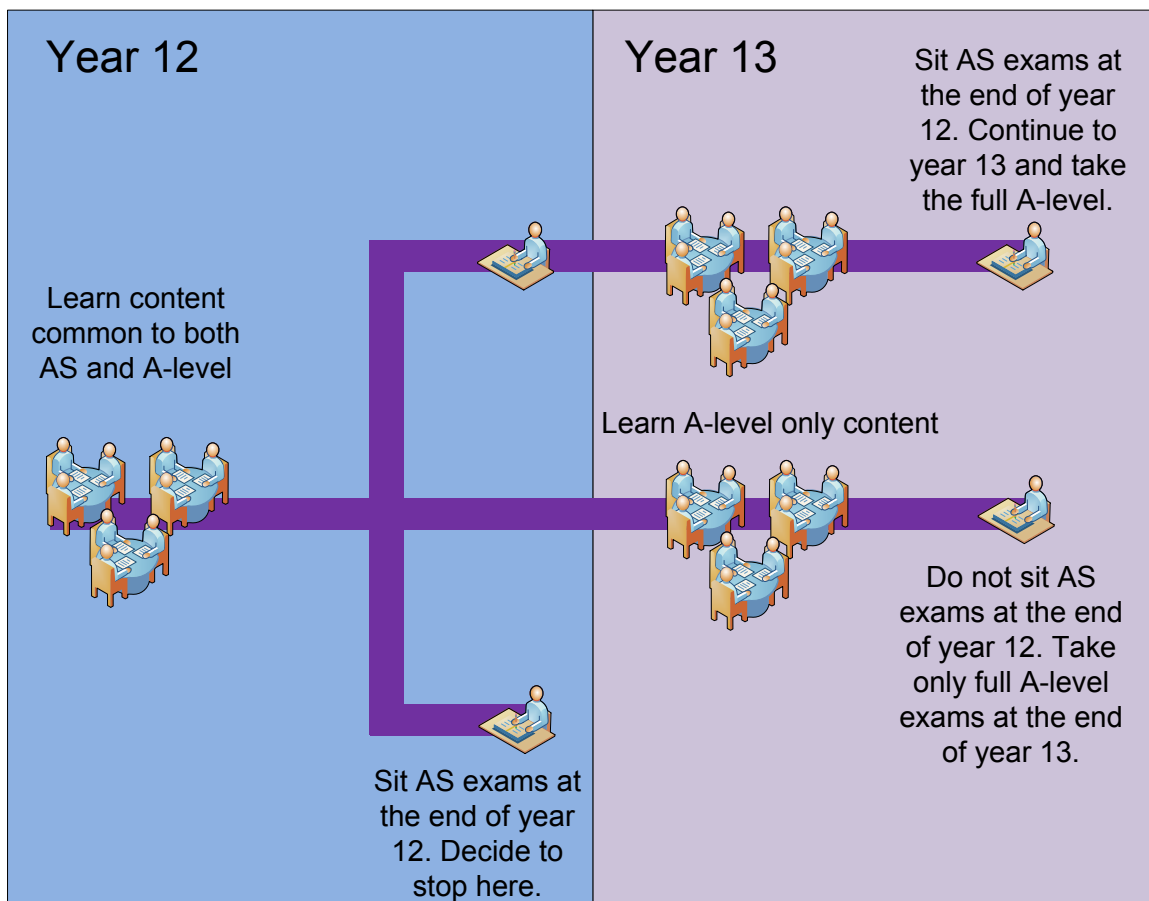 Year 12
Year 13
Sit AS exams at
the end of year
12. Continue to
year 13 and take
the full A-level.
Learn content
common to both
AS and A-level
Learn A-level only content
Do not sit AS
exams at the end
of year 12. Take
only full A-level
exams at the end
of year 13.
Sit AS exams at
the end of year
12. Decide to
stop here.